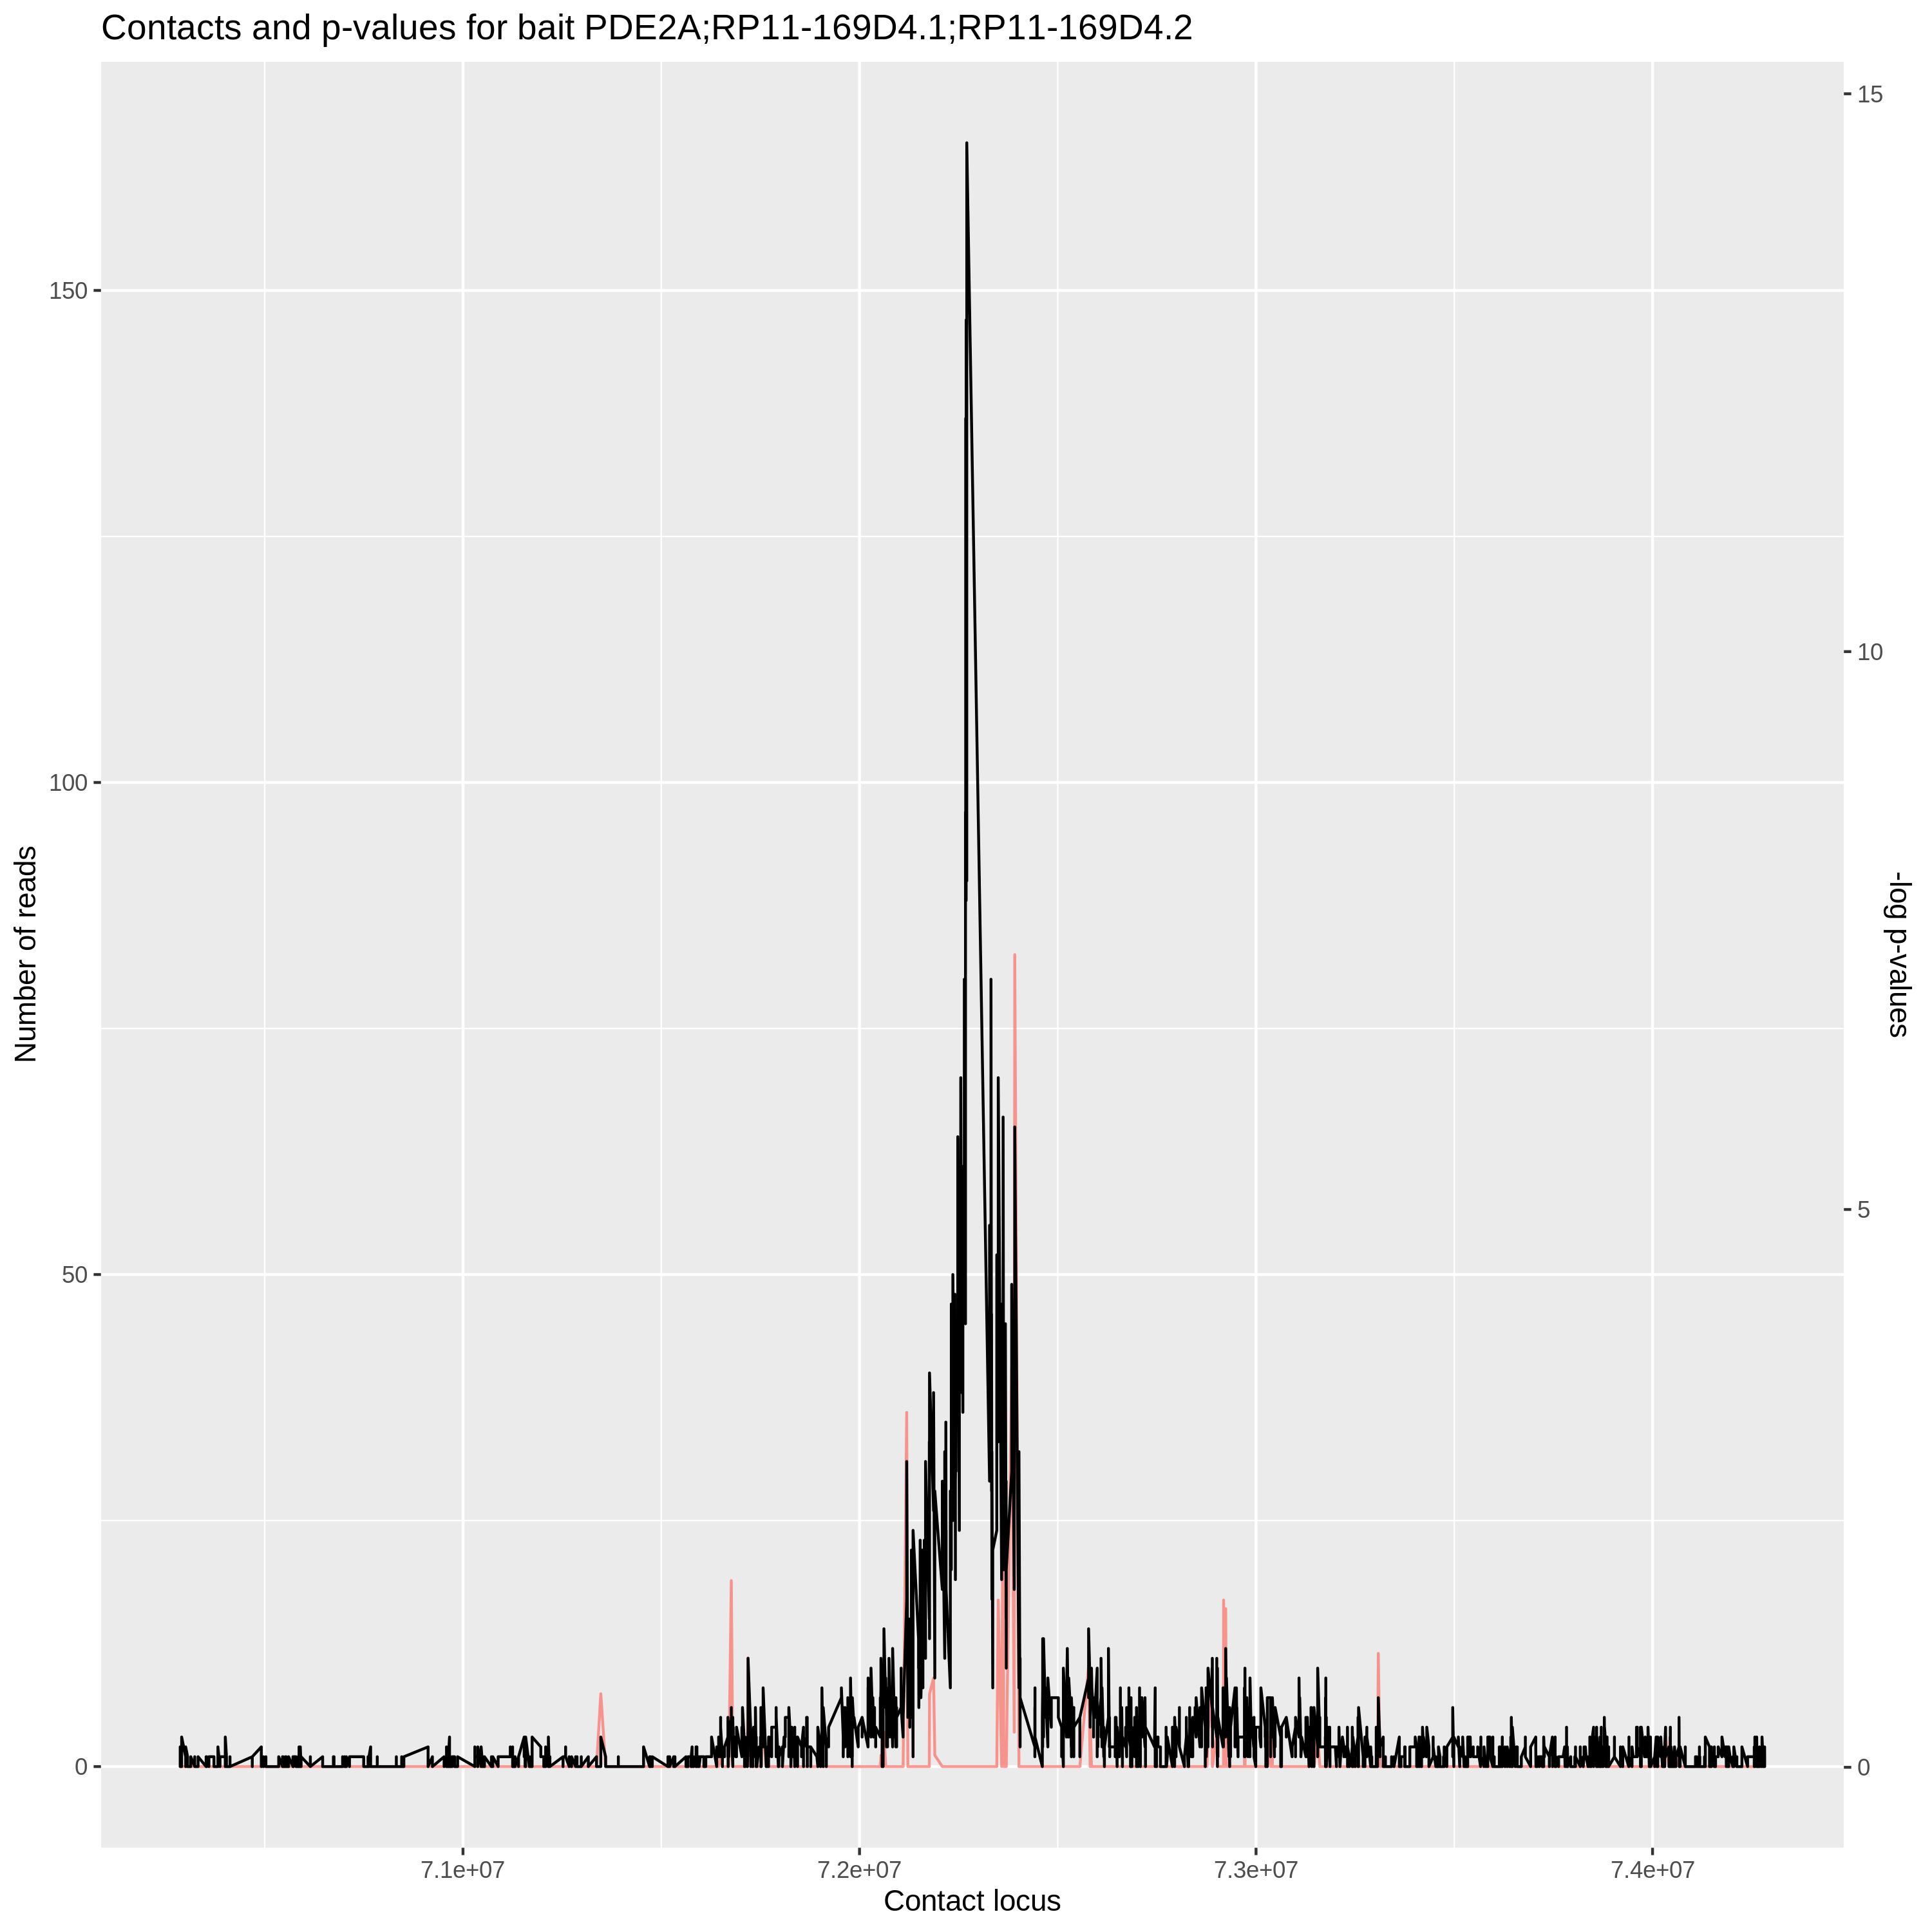 Contacts and p-values for bait PDE2A;RP11-169D4.1;RP11-169D4.2
150
100
50
0
Number of reads
15
10
5
0
-log p-values
7.1e+07
7.2e+07
7.3e+07
7.4e+07
Contact locus